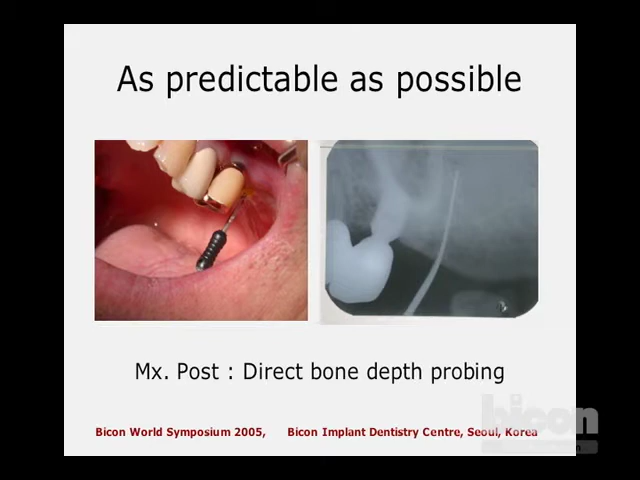 As predictable as possible
Mx. Post : Direct bone depth probing
Bicon World Symposium 2005, Bicon Implant Dentistry Centre, Seoul, Korea
bicon